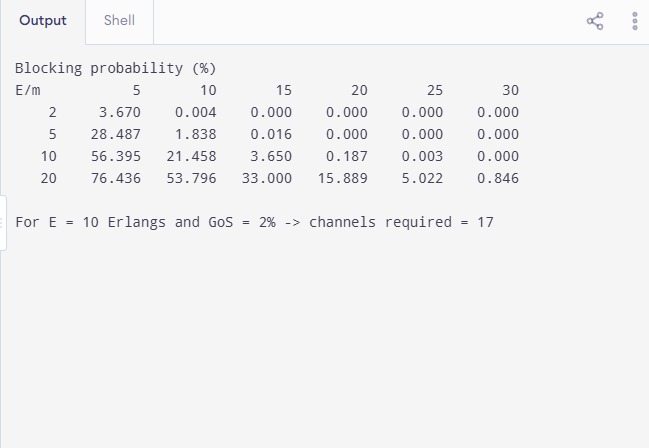 Output Shell
Blocking probability (%)
E/m 5 10 15 20 25 30
2 3.670 0.004 0.000 0.000 0.000 0.000
5 28.487 1.838 0.016 0.000 0.000 0.000
10 56.395 21.458 3.650 0.187 0.003 0.000
20 76.436 53.796 33.000 15.889 5.022 0.846
For E = 10 Erlangs and GoS = 2% -> channels required = 17